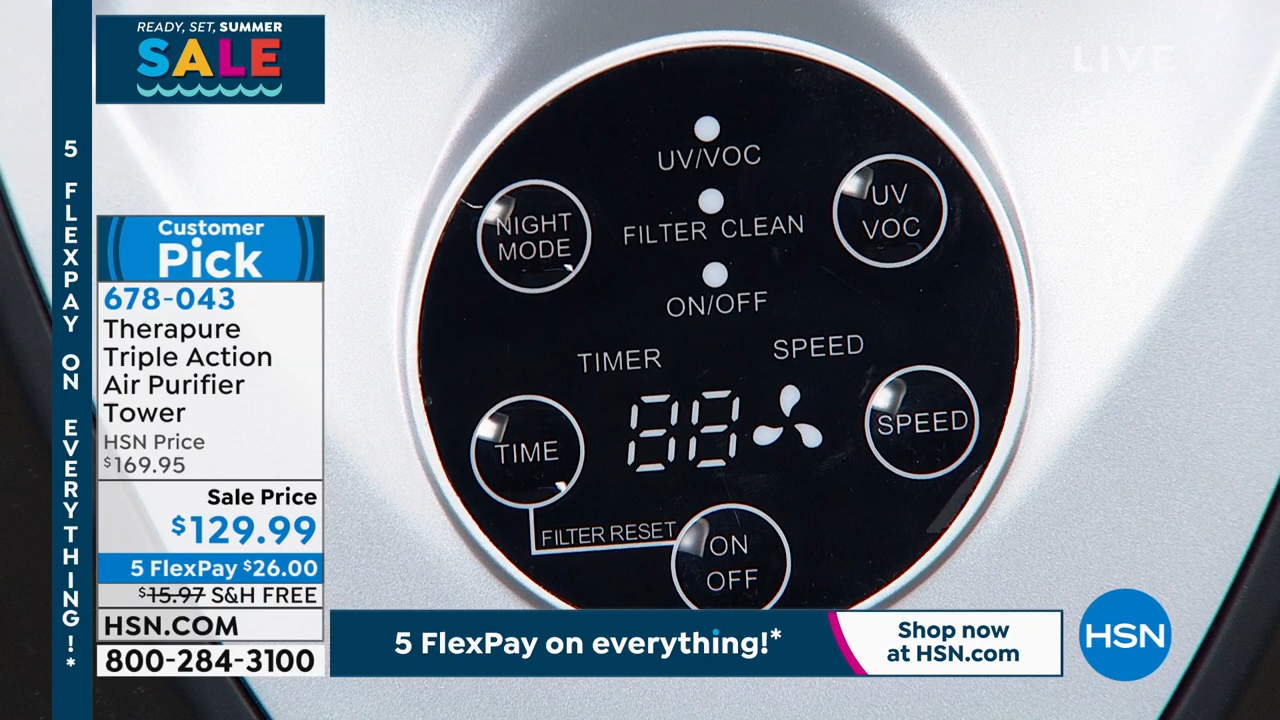 READY, SET, SUMMER
SALE
LIVE
5 FLEXPAY ON EVERYTHING!*
Customer
Pick
678-043
Therapure
Triple Action
Air Purifier
Tower
HSN Price
$169.95
Sale Price
$129.99
5 FlexPay $26.00
$15.97 S&H FREE
HSN.COM
800-284-3100
UV/VOC
NIGHT
MODE
UV
VOC
FILTER CLEAN
ON/OFF
TIMER
SPEED
TIME
88
SPEED
FILTER RESET
ON
OFF
5 FlexPay on everything!*
Shop now
at HSN.com
HSN